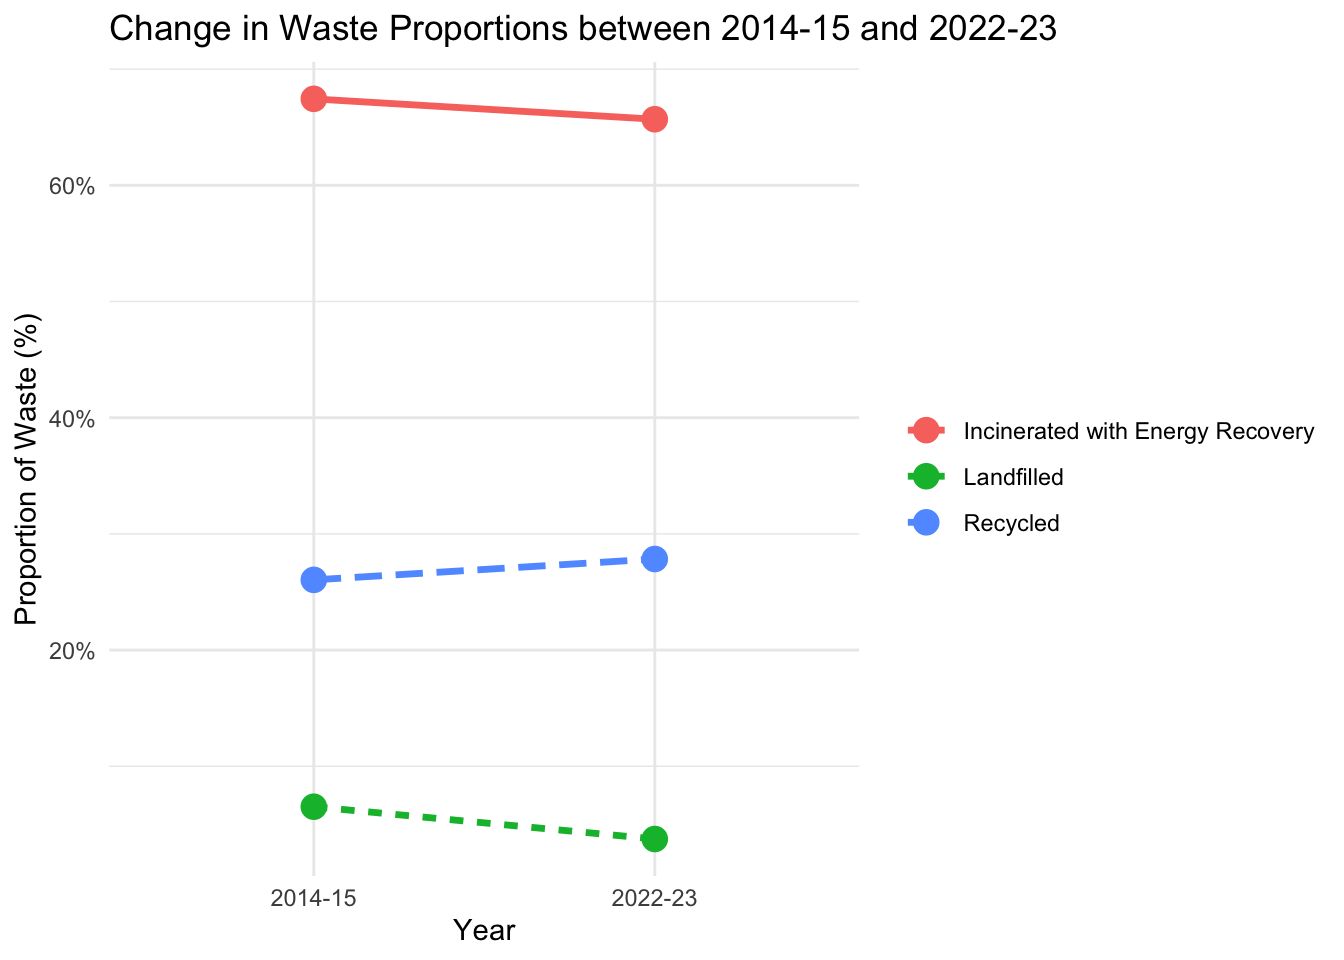 Change in Waste Proportions between 2014-15 and 2022-23
Proportion of Waste (%)
60%
40%
20%
2014-15
2022-23
Year
Incinerated with Energy Recovery
Landfilled
Recycled